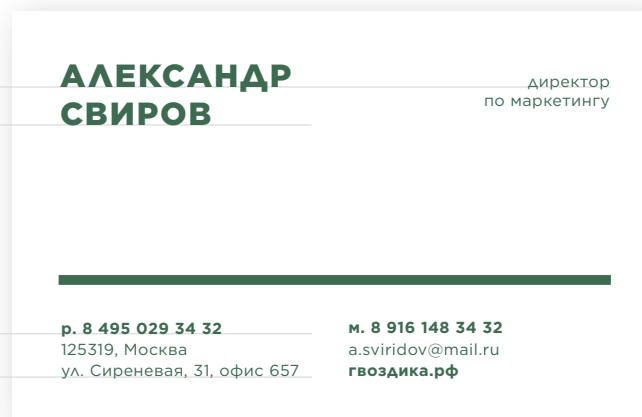 АЛЕКСАНДР
СВИРОВ
директор
по маркетингу
р. 8 495 029 34 32
125319, Москва
ул. Сиреневая, 31, офис 657
м. 8 916 148 34 32
a.sviridov@mail.ru
гвоздика.рф